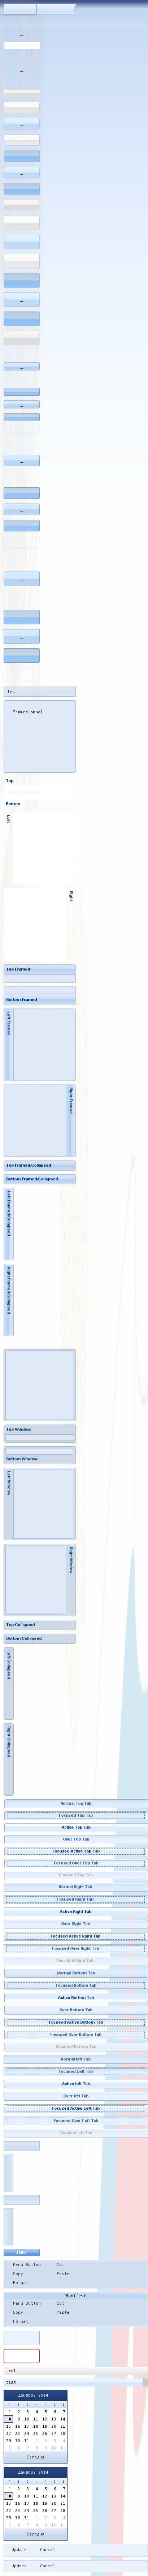 Test
Framed panel
Top
Bottom
Left
Right
Top Framed
Bottom Framed
Left Framed
Right Framed
Top Framed/Collapsed
Bottom Framed/Collapsed
Left Framed/Collapsed
Right Framed/Collapsed
Top Window
Bottom Window
Left Window
Right Window
Top Collapsed
Bottom Collapsed
Left Collapsed
Right Collapsed
Normal Top Tab
Focused Top Tab
Active Top Tab
Over Top Tab
Focused Active Top Tab
Focused Over Top Tab
Disabled Top Tab
Normal Right Tab
Focused Right Tab
Active Right Tab
Over Right Tab
Focused Active Right Tab
Focused Over Right Tab
Disabled Right Tab
Normal Bottom Tab
Focused Bottom Tab
Active Bottom Tab
Over Bottom Tab
Focused Active Bottom Tab
Focused Over Bottom Tab
Disabled Bottom Tab
Normal left Tab
Focused Left Tab
Active left Tab
Over left Tab
Focused Active Left Tab
Focused Over Left Tab
Disabled left Tab
Menu Button Cut
Copy Paste
Format
Manifest
Menu Button Cut
Copy Paste
Format
test
test
Декабрь 2014
1 2 3 4 5 6 7
8 9 10 11 12 13 14
15 16 17 18 19 20 21
22 23 24 25 26 27 28
29 30 31 1 2 3 4
5 6 7 8 9 10 11
Сегодня
Декабрь 2014
1 2 3 4 5 6 7
8 9 10 11 12 13 14
15 16 17 18 19 20 21
22 23 24 25 26 27 28
29 30 31 1 2 3 4
5 6 7 8 9 10 11
Сегодня
Update Cancel
Update Cancel